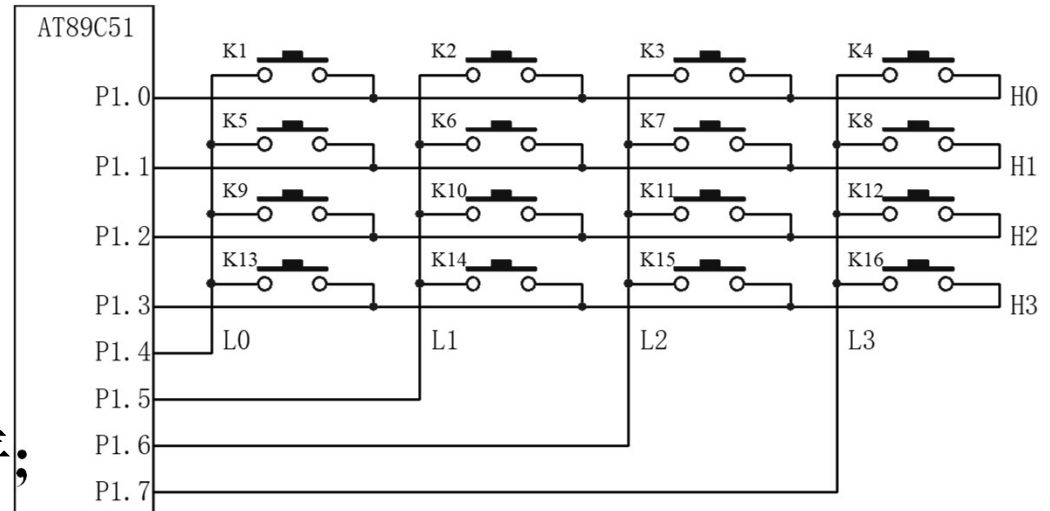 AT89C51
K1 K2 K3 K4
P1.0 H0
K5 K6 K7 K8
P1.1 H1
K9 K10 K11 K12
P1.2 H2
K13 K14 K15 K16
P1.3 H3
L0 L1 L2 L3
P1.4
P1.5
P1.6
;
P1.7